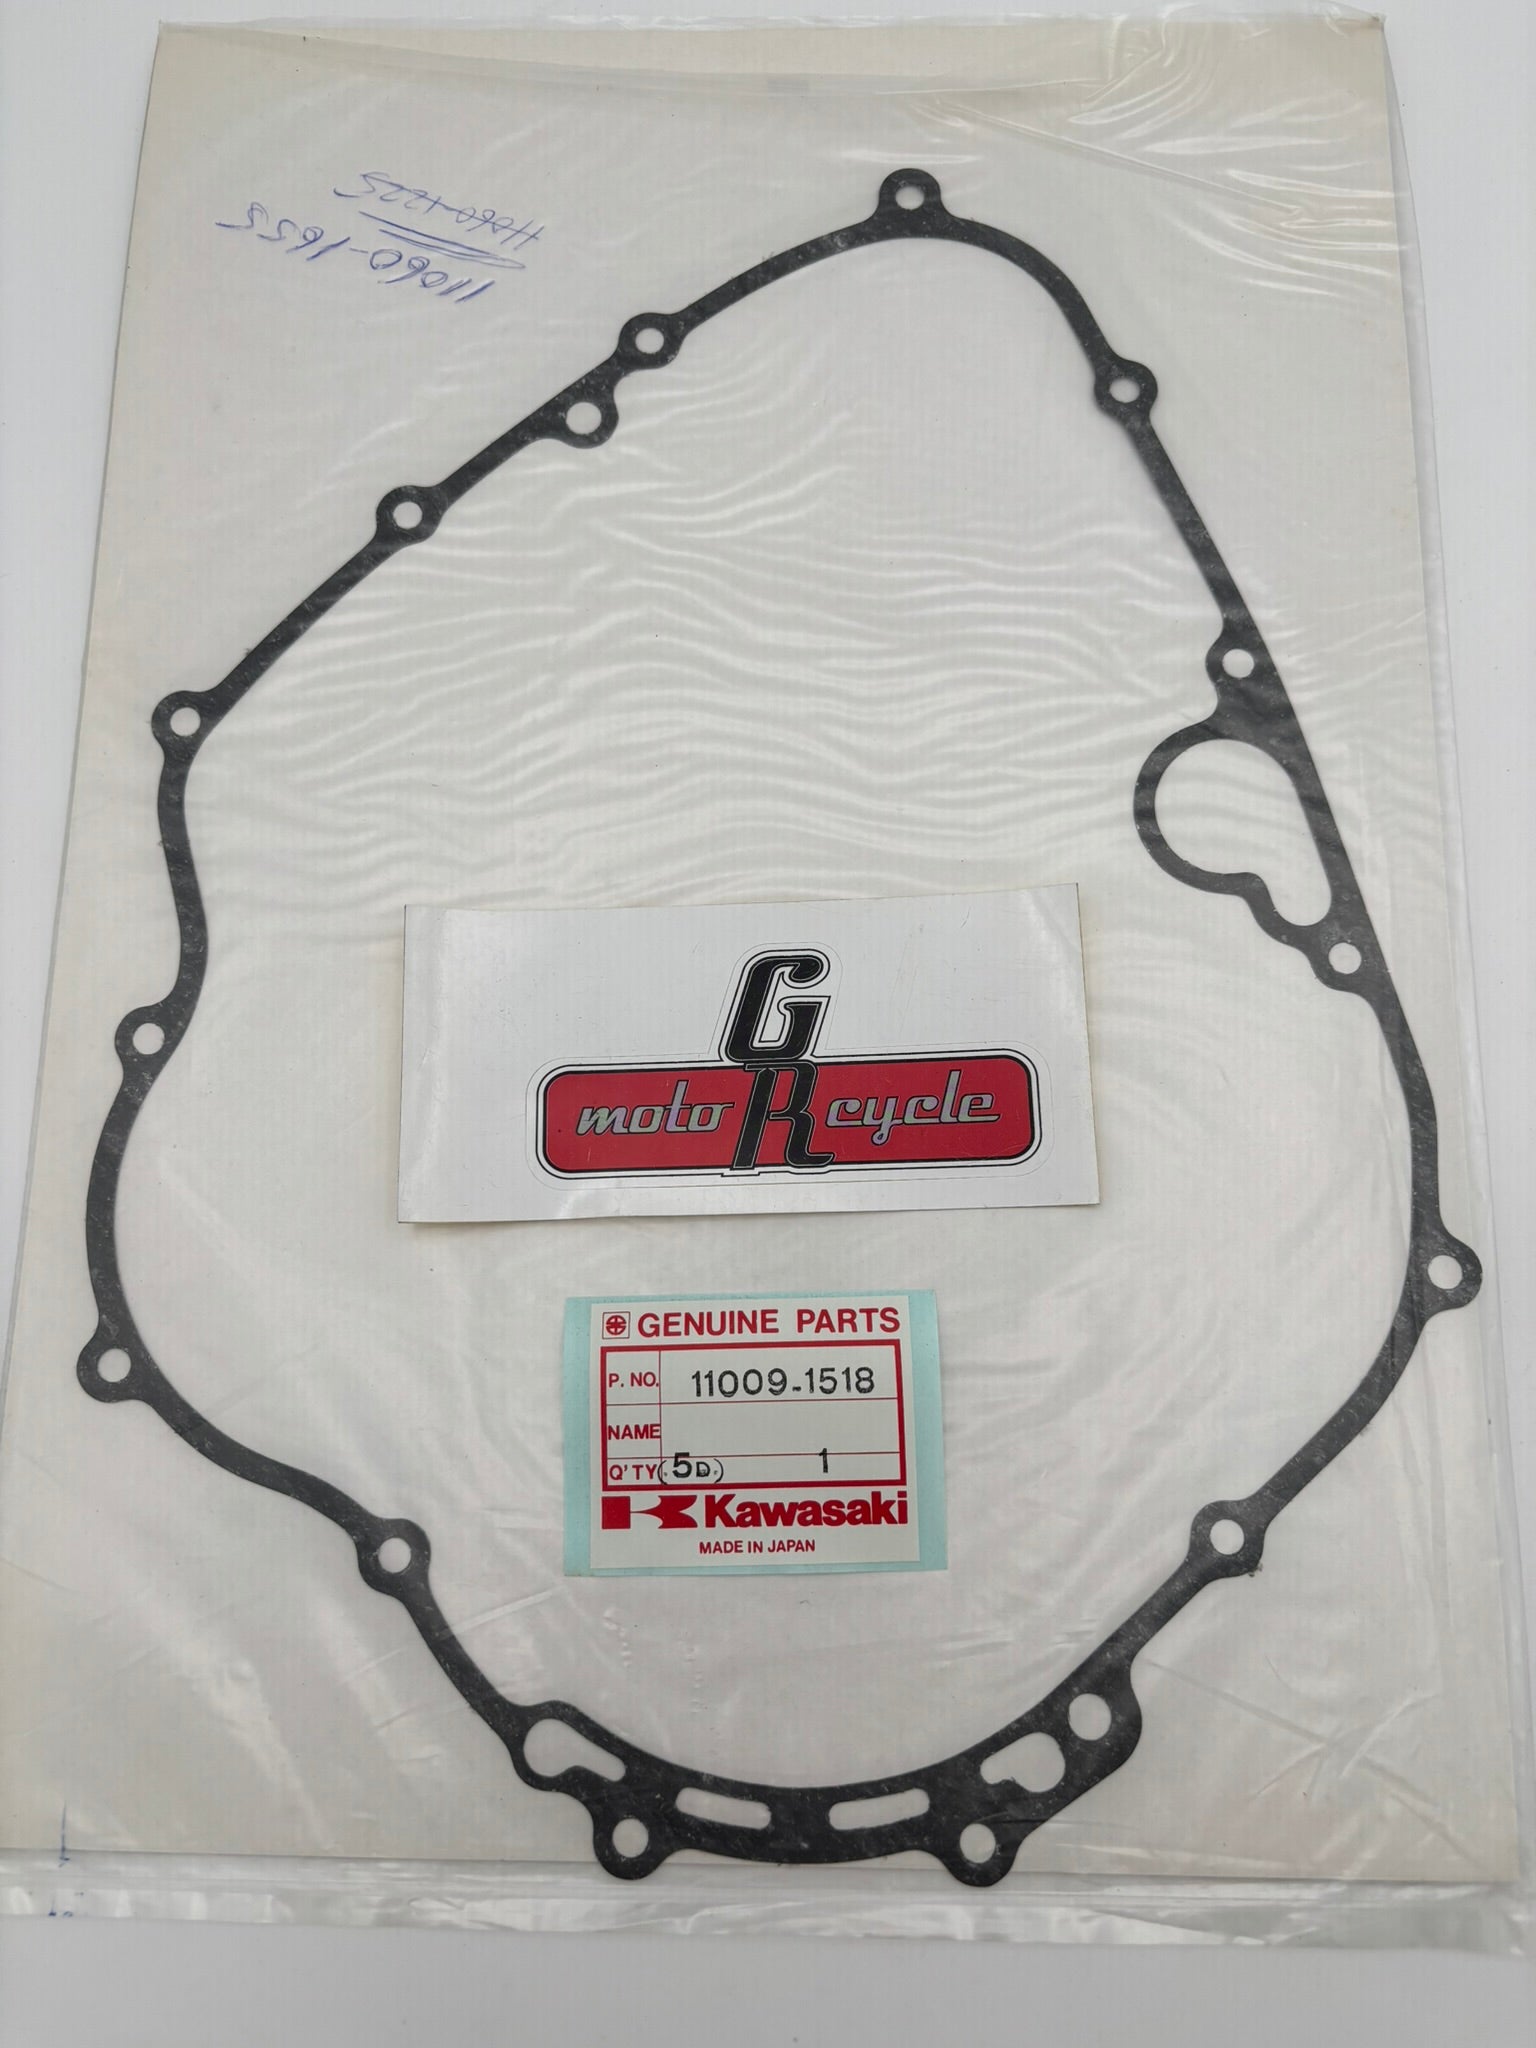 11060-1225
11060-1655
G
R
moto cycle
GENUINE PARTS
P. NO. 11009-1518
NAME
Q'TY (.5D.) 1
Kawasaki
MADE IN JAPAN